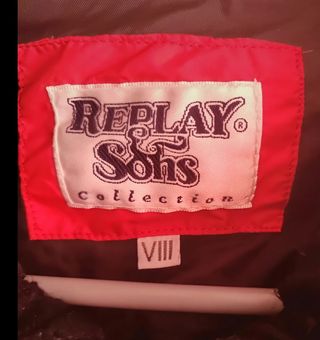 REPLAY ®
& Sons
Collection
VIII